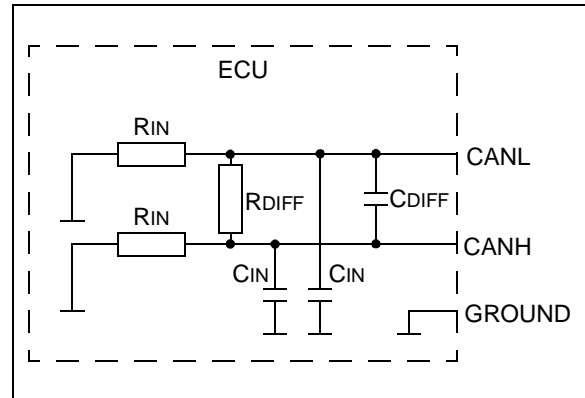 ECU
RIN
CANL
RDIFF
CDIFF
RIN
CANH
CIN
CIN
GROUND